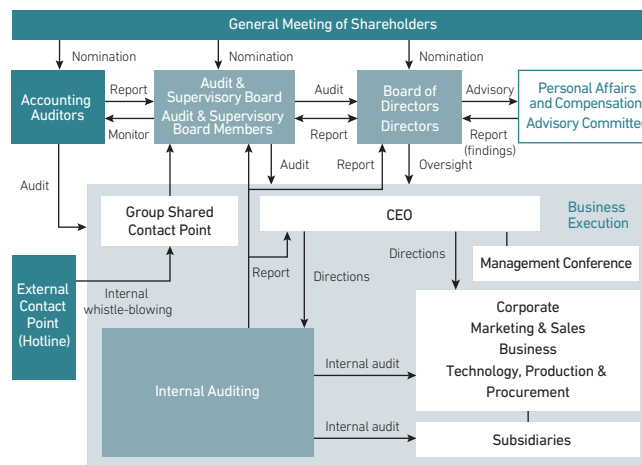 General Meeting of Shareholders
Nomination
Nomination
Nomination
Accounting
Auditors
Report
Monitor
Audit &
Supervisory Board
Audit & Supervisory
Board Members
Audit
Report
Board of
Directors
Directors
Advisory
Report
(findings)
Personal Affairs
and Compensation
Advisory Committee
Audit
Audit
Report
Oversight
Business
Execution
Group Shared
Contact Point
CEO
Directions
Management Conference
External
Contact
Point
(Hotline)
Internal
whistle-blowing
Report
Directions
Corporate
Marketing & Sales
Business
Technology, Production &
Procurement
Internal Auditing
Internal audit
Internal audit
Subsidiaries